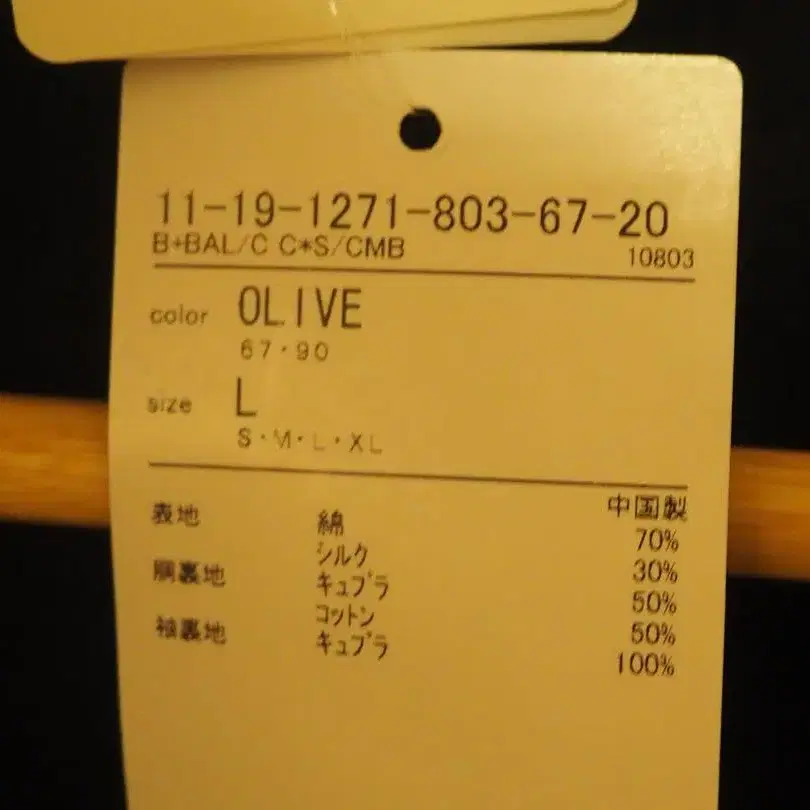 11-19-1271-803-67-20
B+BAL/C C*S/CMB 10803
color OLIVE
67・90
size L
S・M・L・XL
中国製
表地 綿 70%
シルク 30%
胴裏地 キュプラ 50%
コットン 50%
袖裏地 キュプラ 100%